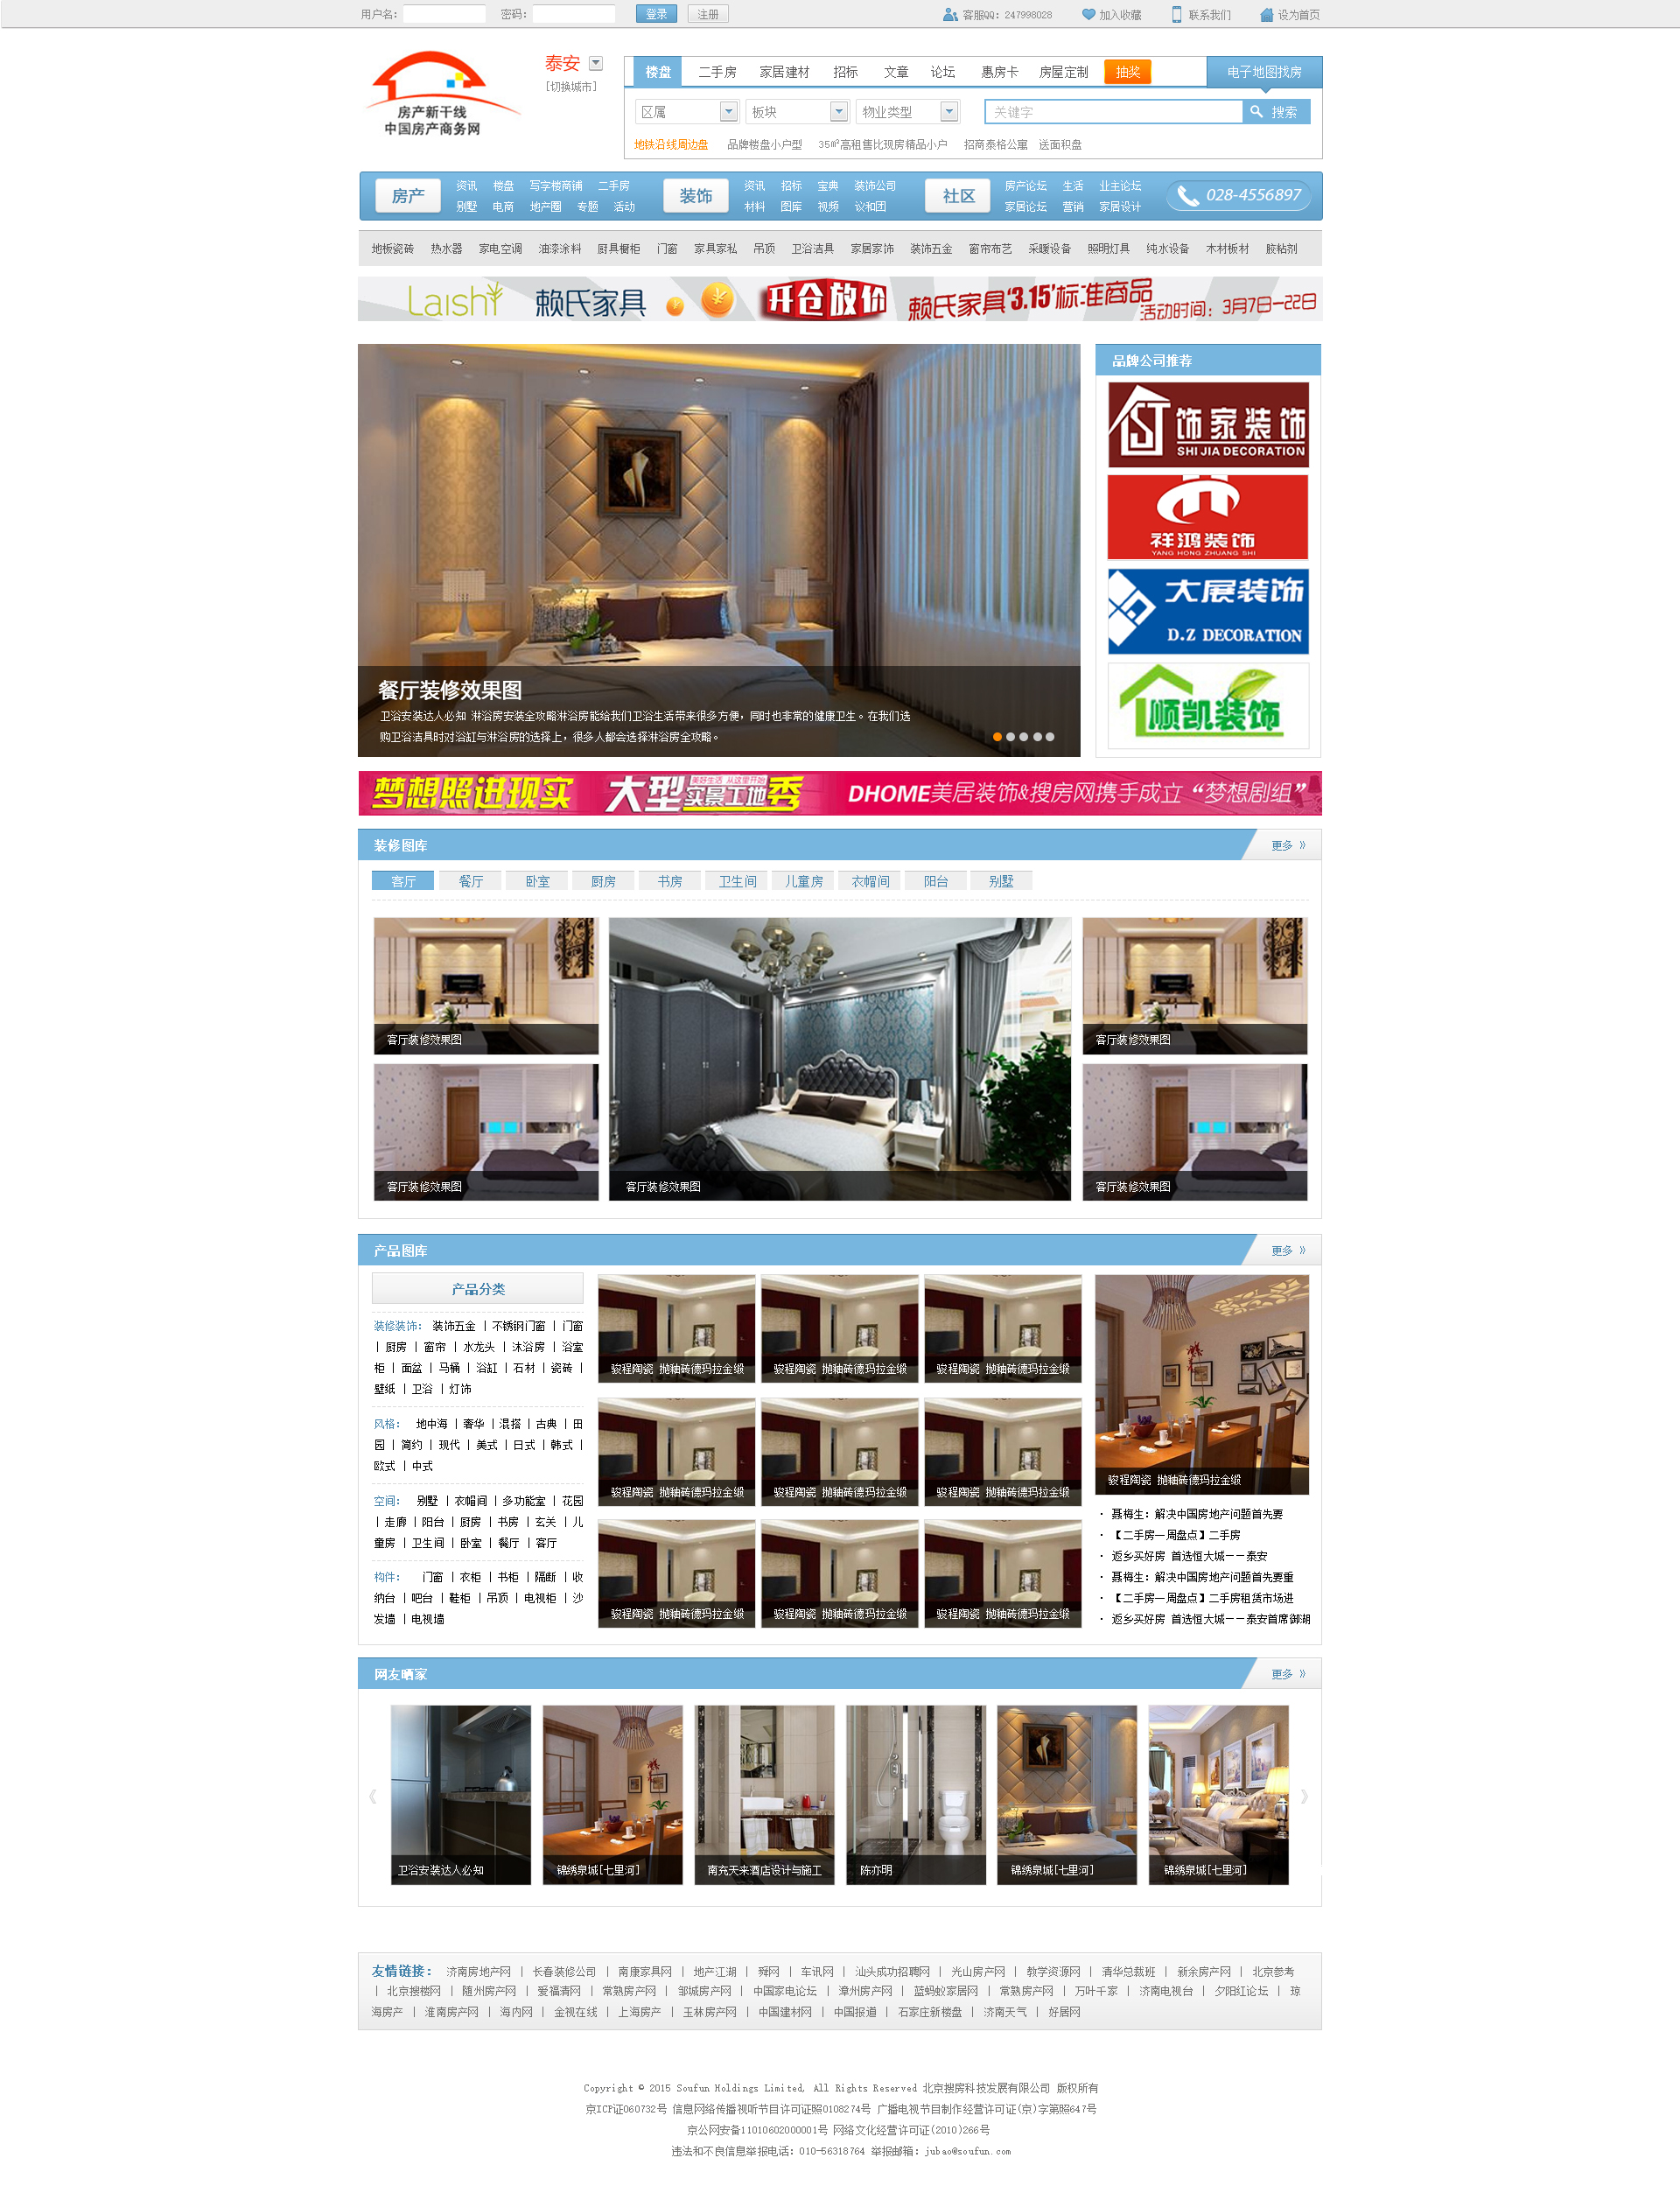 用户名: 密码: 登录 注册 客服QQ: 247998028 加入收藏 联系我们 设为首页
房产新干线
中国房产商务网
泰安
[切换城市]
楼盘 二手房 家居建材 招标 文章 论坛 惠房卡 房屋定制 抽奖 电子地图找房
区属 板块 物业类型 关键字 搜索
地铁沿线周边盘 品牌楼盘小户型 35㎡高租售比现房精品小户 招商泰格公寓 送面积盘
房产 资讯 楼盘 写字楼商铺 二手房
别墅 电商 地产圈 专题 活动
装饰 资讯 招标 宝典 装饰公司
材料 图库 视频 议和团
社区 房产论坛 生活 业主论坛
家居论坛 营销 家居设计
028-4556897
地板瓷砖 热水器 家电空调 油漆涂料 厨具橱柜 门窗 家具家私 吊顶 卫浴洁具 家居家饰 装饰五金 窗帘布艺 采暖设备 照明灯具 纯水设备 木材板材 胶粘剂
Laishi 赖氏家具 开仓放价 赖氏家具'3.15'标准商品
活动时间: 3月7日—22日
餐厅装修效果图
卫浴安装达人必知 淋浴房安装全攻略淋浴房能给我们卫浴生活带来很多方便，同时也非常的健康卫生。在我们选
购卫浴洁具时对浴缸与淋浴房的选择上，很多人都会选择淋浴房全攻略。
品牌公司推荐
饰家装饰
SHI JIA DECORATION
祥鸿装饰
YANG HONG ZHUANG SHI
大展装饰
D.Z DECORATION
顺凯装饰
梦想照进现实 大型 美好生活 从这里开始 实景工地秀 DHOME美居装饰&搜房网携手成立“梦想剧组”
装修图库 更多 》
客厅 餐厅 卧室 厨房 书房 卫生间 儿童房 衣帽间 阳台 别墅
客厅装修效果图
客厅装修效果图
客厅装修效果图
客厅装修效果图
客厅装修效果图
产品图库 更多 》
产品分类
装修装饰: 装饰五金 | 不锈钢门窗 | 门窗
| 厨房 | 窗帘 | 水龙头 | 沐浴房 | 浴室
柜 | 面盆 | 马桶 | 浴缸 | 石材 | 瓷砖 |
壁纸 | 卫浴 | 灯饰
风格: 地中海 | 奢华 | 混搭 | 古典 | 田
园 | 简约 | 现代 | 美式 | 日式 | 韩式 |
欧式 | 中式
空间: 别墅 | 衣帽间 | 多功能室 | 花园
| 走廊 | 阳台 | 厨房 | 书房 | 玄关 | 儿
童房 | 卫生间 | 卧室 | 餐厅 | 客厅
构件: 门窗 | 衣柜 | 书柜 | 隔断 | 收
纳台 | 吧台 | 鞋柜 | 吊顶 | 电视柜 | 沙
发墙 | 电视墙
骏程陶瓷 抛釉砖德玛拉金缎 骏程陶瓷 抛釉砖德玛拉金缎 骏程陶瓷 抛釉砖德玛拉金缎
骏程陶瓷 抛釉砖德玛拉金缎 骏程陶瓷 抛釉砖德玛拉金缎 骏程陶瓷 抛釉砖德玛拉金缎
骏程陶瓷 抛釉砖德玛拉金缎 骏程陶瓷 抛釉砖德玛拉金缎 骏程陶瓷 抛釉砖德玛拉金缎
骏程陶瓷 抛釉砖德玛拉金缎
· 聂梅生: 解决中国房地产问题首先要
· 【二手房一周盘点】二手房
· 返乡买好房 首选恒大城——泰安
· 聂梅生: 解决中国房地产问题首先要重
· 【二手房一周盘点】二手房租赁市场进
· 返乡买好房 首选恒大城——泰安首席御湖
网友晒家 更多 》
《 》
卫浴安装达人必知 锦绣泉城[七里河] 南充天来酒店设计与施工 陈亦明 锦绣泉城[七里河] 锦绣泉城[七里河]
友情链接: 济南房地产网 | 长春装修公司 | 南康家具网 | 地产江湖 | 舜网 | 车讯网 | 汕头成功招聘网 | 光山房产网 | 教学资源网 | 清华总裁班 | 新余房产网 | 北京参考
| 北京搜楼网 | 随州房产网 | 爱福清网 | 常熟房产网 | 邹城房产网 | 中国家电论坛 | 漳州房产网 | 蓝蚂蚁家居网 | 常熟房产网 | 万叶千家 | 济南电视台 | 夕阳红论坛 | 琼
海房产 | 淮南房产网 | 海内网 | 金视在线 | 上海房产 | 玉林房产网 | 中国建材网 | 中国报道 | 石家庄新楼盘 | 济南天气 | 好居网
Copyright © 2015 Soufun Holdings Limited, All Rights Reserved 北京搜房科技发展有限公司 版权所有
京ICP证060732号 信息网络传播视听节目许可证照0108274号 广播电视节目制作经营许可证(京)字第照647号
京公网安备11010602000001号 网络文化经营许可证(2010)266号
违法和不良信息举报电话: 010-56318764 举报邮箱: jubao@soufun.com